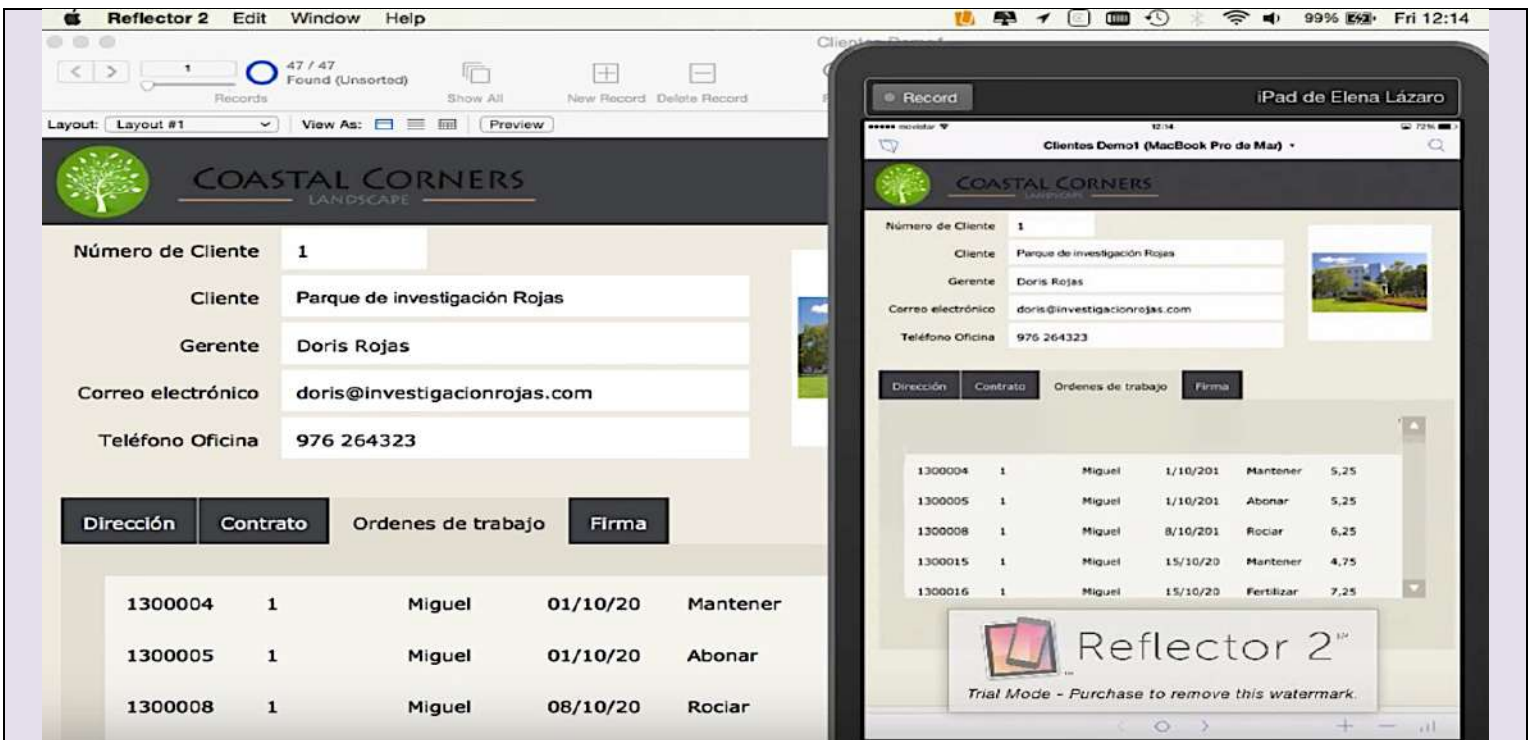 Reflector 2 Edit Window Help 99% Fri 12:14
1 47 / 47
Found (Unsorted)
Records Show All New Record Delete Record
Layout: Layout #1 View As: Preview
COASTAL CORNERS
LANDSCAPE
Número de Cliente 1
Cliente Parque de investigación Rojas
Gerente Doris Rojas
Correo electrónico doris@investigacionrojas.com
Teléfono Oficina 976 264323
Dirección Contrato Ordenes de trabajo Firma
1300004 1 Miguel 01/10/20 Mantener
1300005 1 Miguel 01/10/20 Abonar
1300008 1 Miguel 08/10/20 Rociar
Record iPad de Elena Lázaro
movistar 12:14 72%
Clientes Demo1 (MacBook Pro de Mar)
COASTAL CORNERS
LANDSCAPE
Número de Cliente 1
Cliente Parque de investigación Rojas
Gerente Doris Rojas
Correo electrónico doris@investigacionrojas.com
Teléfono Oficina 976 264323
Dirección Contrato Ordenes de trabajo Firma
1300004 1 Miguel 1/10/201 Mantener 5,25
1300005 1 Miguel 1/10/201 Abonar 5,25
1300008 1 Miguel 8/10/201 Rociar 6,25
1300015 1 Miguel 15/10/20 Mantener 4,75
1300016 1 Miguel 15/10/20 Fertilizar 7,25
Reflector 2™
Trial Mode - Purchase to remove this watermark.